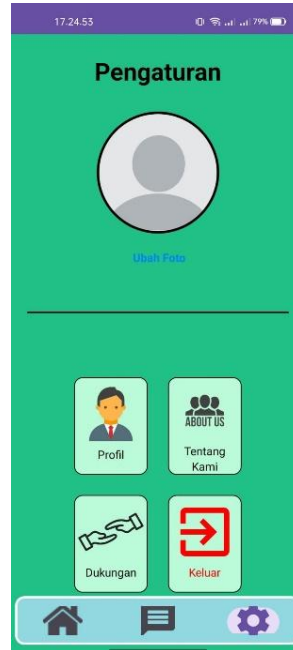 17.24.53
79%
Pengaturan
Ubah Foto
ABOUT US
Profil
Tentang
Kami
Dukungan
Keluar